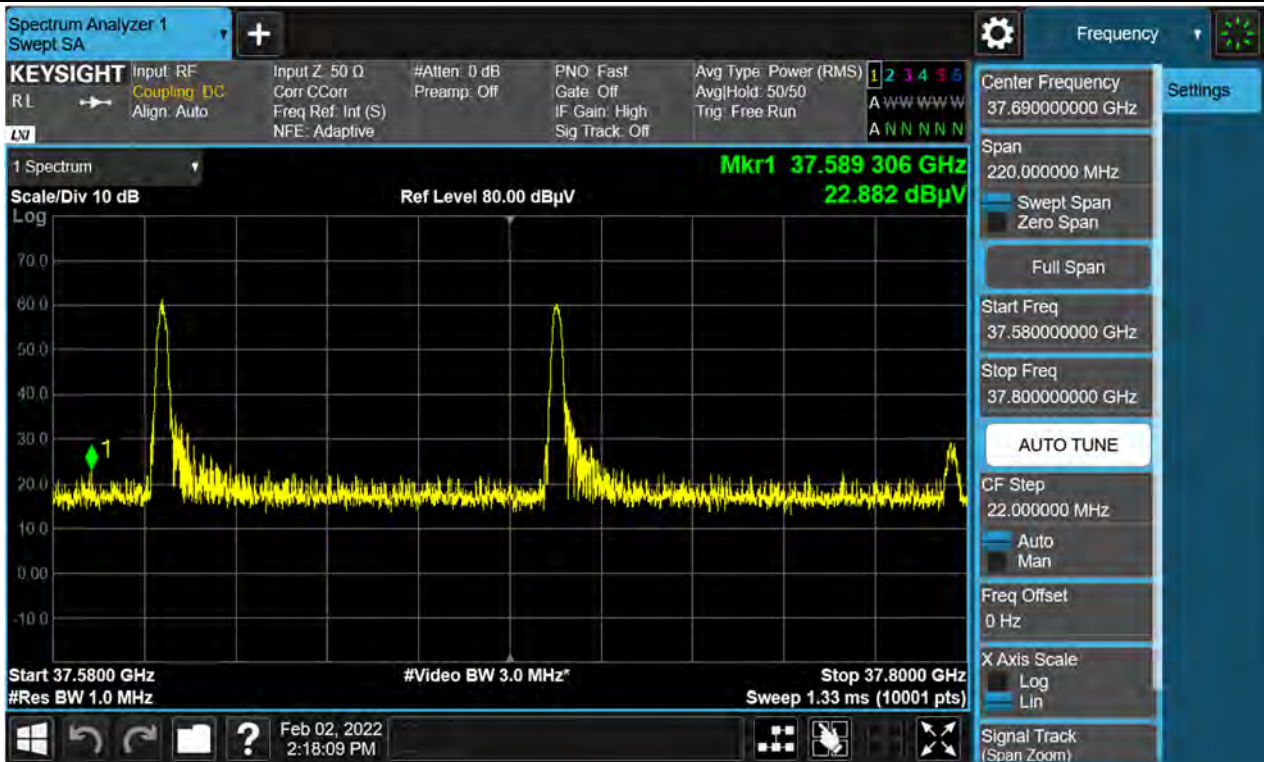 Spectrum Analyzer 1
Swept SA
+
Frequency
KEYSIGHT
RL
LXI
Input: RF
Coupling: DC
Align: Auto
Input Z: 50 Ω
Corr CCorr
Freq Ref: Int (S)
NFE: Adaptive
#Atten: 0 dB
Preamp: Off
PNO: Fast
Gate: Off
IF Gain: High
Sig Track: Off
Avg Type: Power (RMS)
Avg|Hold: 50/50
Trig: Free Run
1 2 3 4 5 6
A W W W W W
A N N N N N
1 Spectrum
Scale/Div 10 dB
Log
Ref Level 80.00 dBµV
Mkr1 37.589 306 GHz
22.882 dBµV
70.0
60.0
50.0
40.0
30.0
20.0
10.0
0.00
-10.0
1
Start 37.5800 GHz
#Res BW 1.0 MHz
#Video BW 3.0 MHz*
Stop 37.8000 GHz
Sweep 1.33 ms (10001 pts)
Center Frequency
37.690000000 GHz
Span
220.000000 MHz
Swept Span
Zero Span
Full Span
Start Freq
37.580000000 GHz
Stop Freq
37.800000000 GHz
AUTO TUNE
CF Step
22.000000 MHz
Auto
Man
Freq Offset
0 Hz
X Axis Scale
Log
Lin
Signal Track
(Span Zoom)
Settings
?
Feb 02, 2022
2:18:09 PM